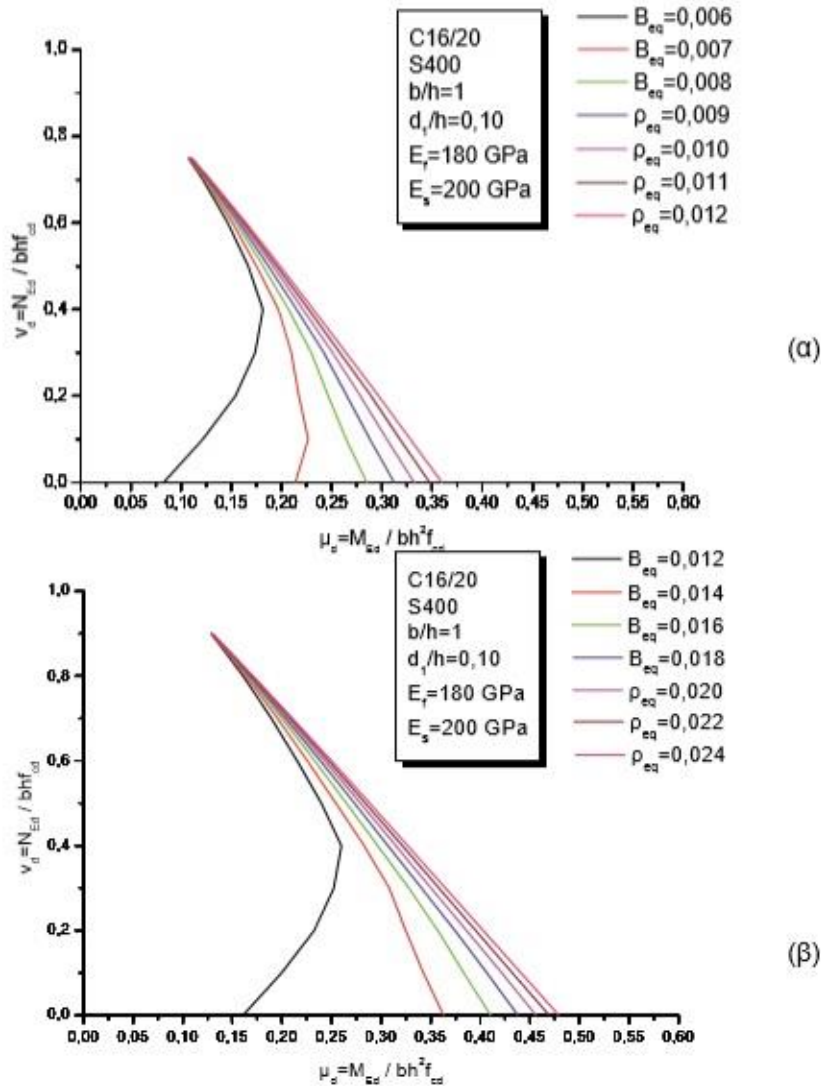 C16/20
S400
b/h=1
d₁/h=0,10
E_f=180 GPa
E_s=200 GPa
B_eq=0,006
B_eq=0,007
B_eq=0,008
ρ_eq=0,009
ρ_eq=0,010
ρ_eq=0,011
ρ_eq=0,012
ν_d=N_Ed / bhf_cd
1,0
0,8
0,6
0,4
0,2
0,0
0,00 0,05 0,10 0,15 0,20 0,25 0,30 0,35 0,40 0,45 0,50 0,55 0,60
μ_d=M_Ed / bh²f_cd
(α)
C16/20
S400
b/h=1
d₁/h=0,10
E_f=180 GPa
E_s=200 GPa
B_eq=0,012
B_eq=0,014
B_eq=0,016
B_eq=0,018
ρ_eq=0,020
ρ_eq=0,022
ρ_eq=0,024
ν_d=N_Ed / bhf_cd
1,0
0,8
0,6
0,4
0,2
0,0
0,00 0,05 0,10 0,15 0,20 0,25 0,30 0,35 0,40 0,45 0,50 0,55 0,60
μ_d=M_Ed / bh²f_cd
(β)